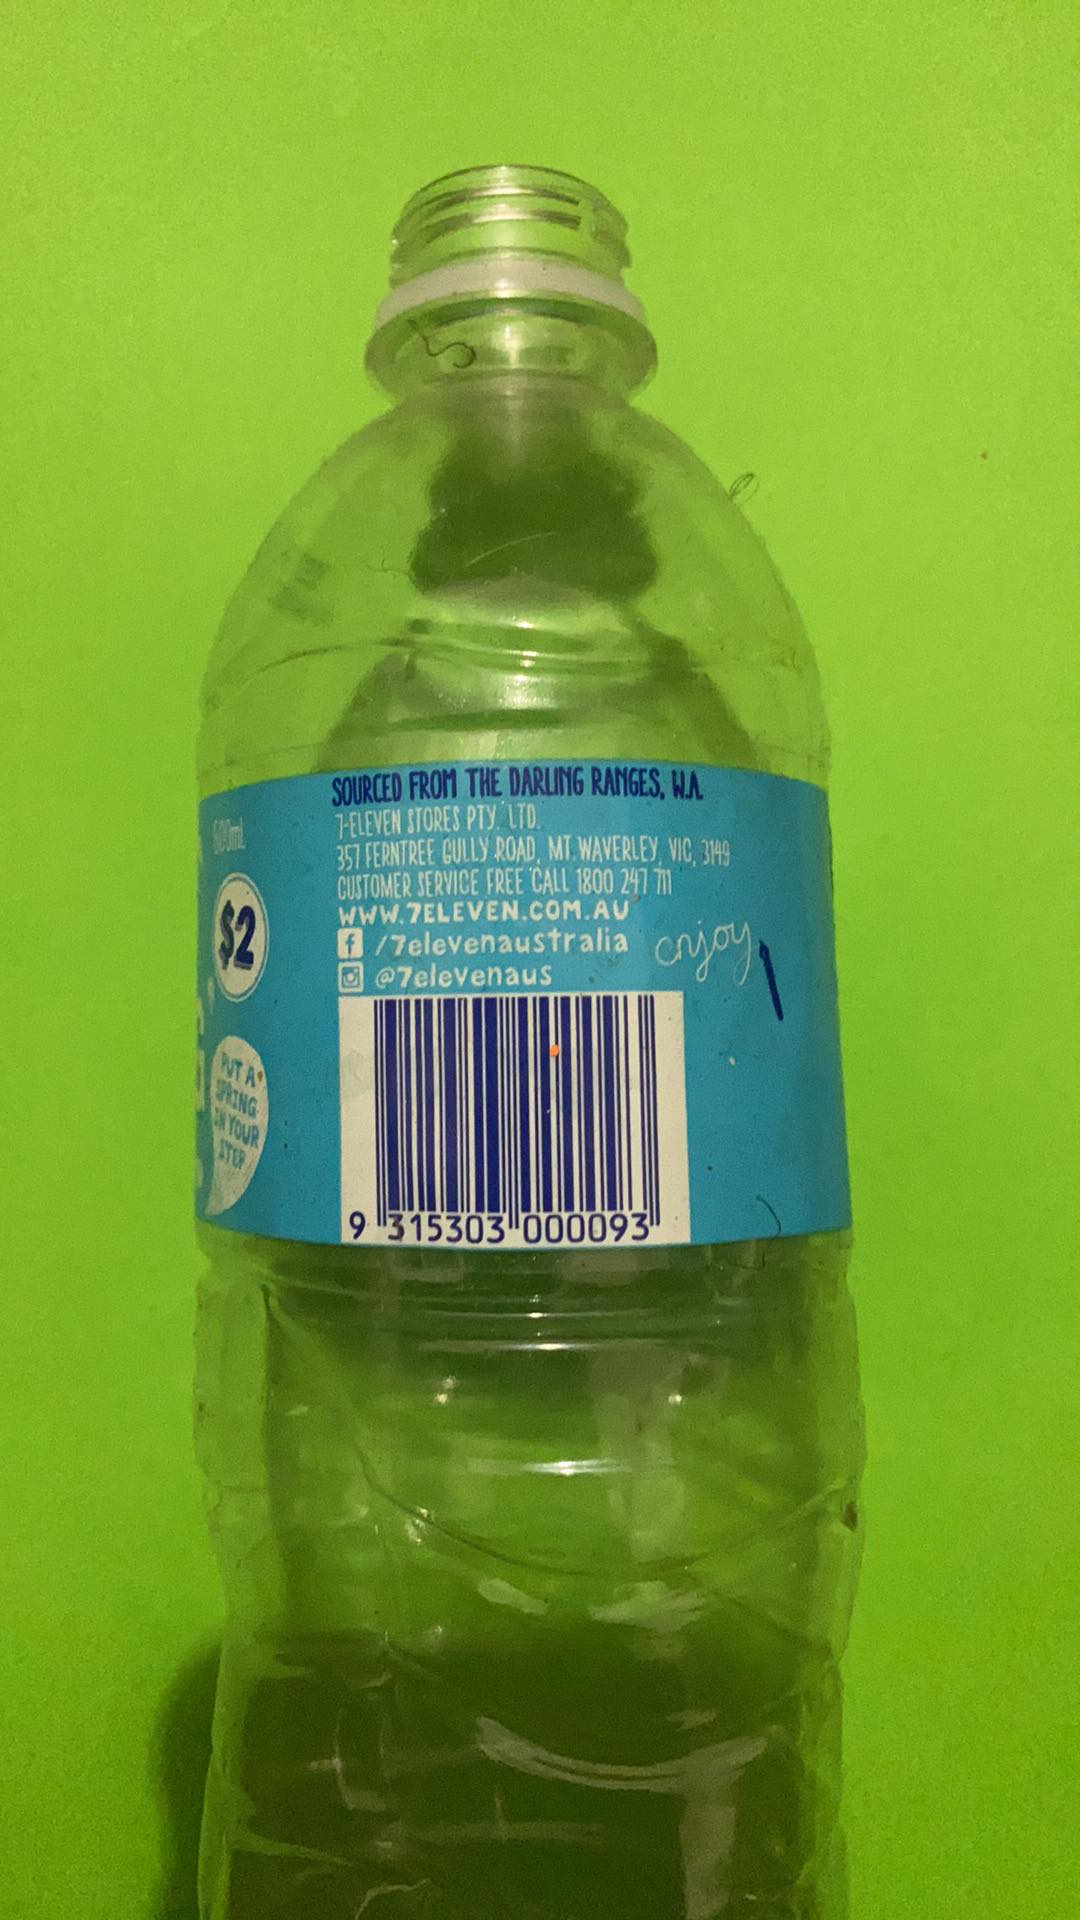 SOURCED FROM THE DARLING RANGES, W.A.
7-ELEVEN STORES PTY. LTD.
357 FERNTREE GULLY ROAD, MT WAVERLEY, VIC, 3149
CUSTOMER SERVICE FREE CALL 1800 247 711
WWW.7ELEVEN.COM.AU
/7elevenaustralia
@7elevenaus
enjoy
9 315303 000093
600mL
$2
PUT A
SPRING
IN YOUR
STEP